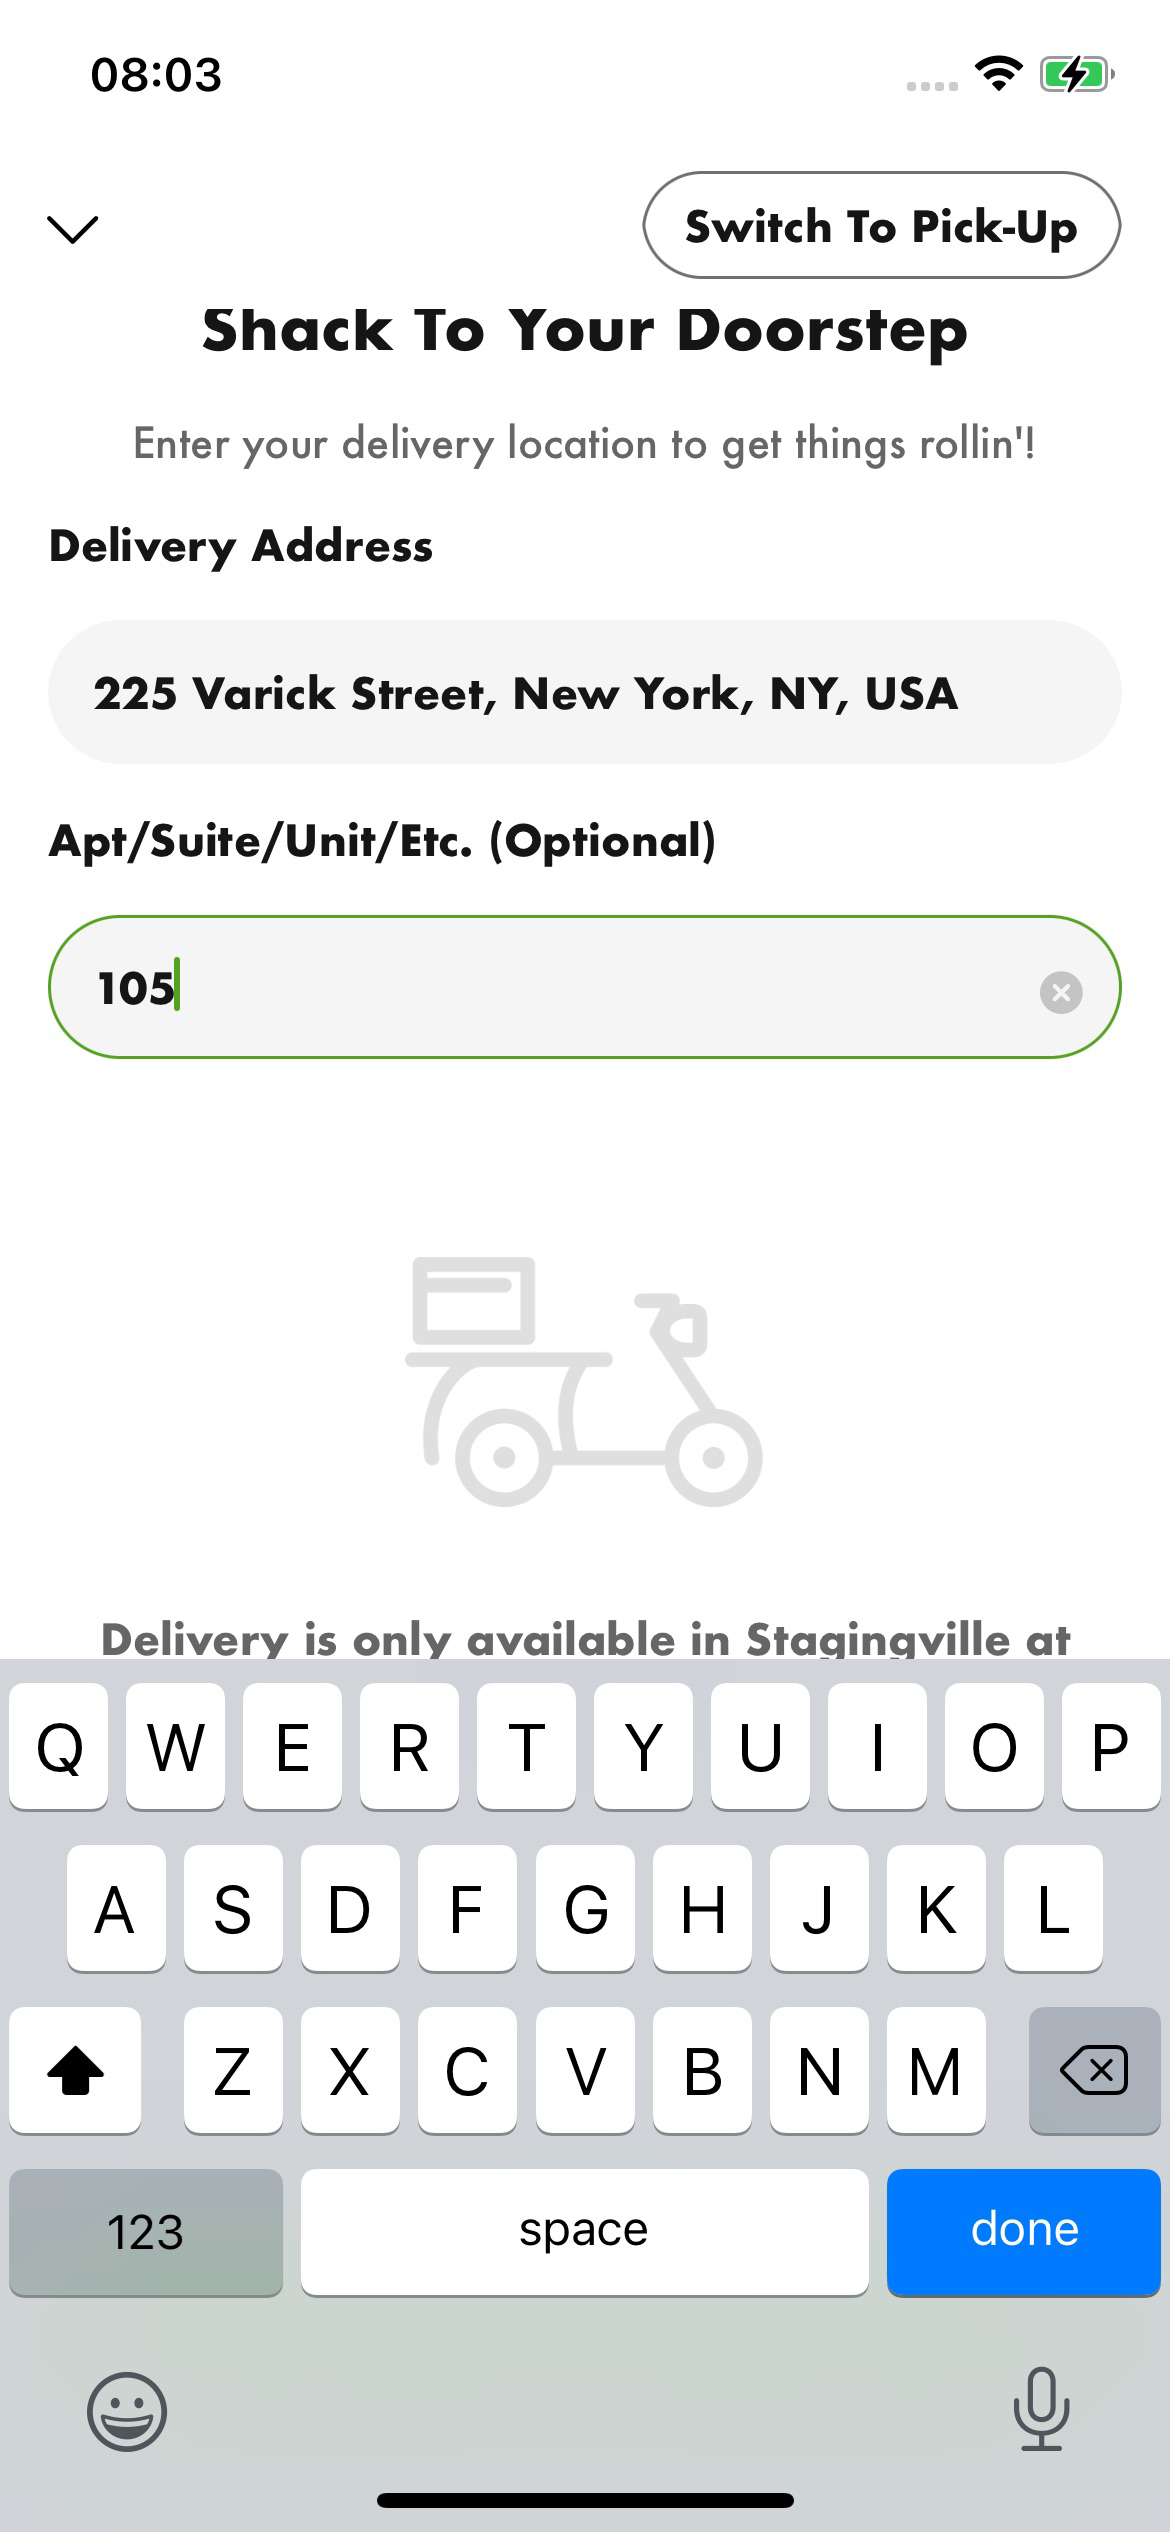 08:03
Switch To Pick-Up
Shack To Your Doorstep
Enter your delivery location to get things rollin'!
Delivery Address
225 Varick Street, New York, NY, USA
Apt/Suite/Unit/Etc. (Optional)
105
Delivery is only available in Stagingville at
Q W E R T Y U I O P
A S D F G H J K L
Z X C V B N M
123 space done